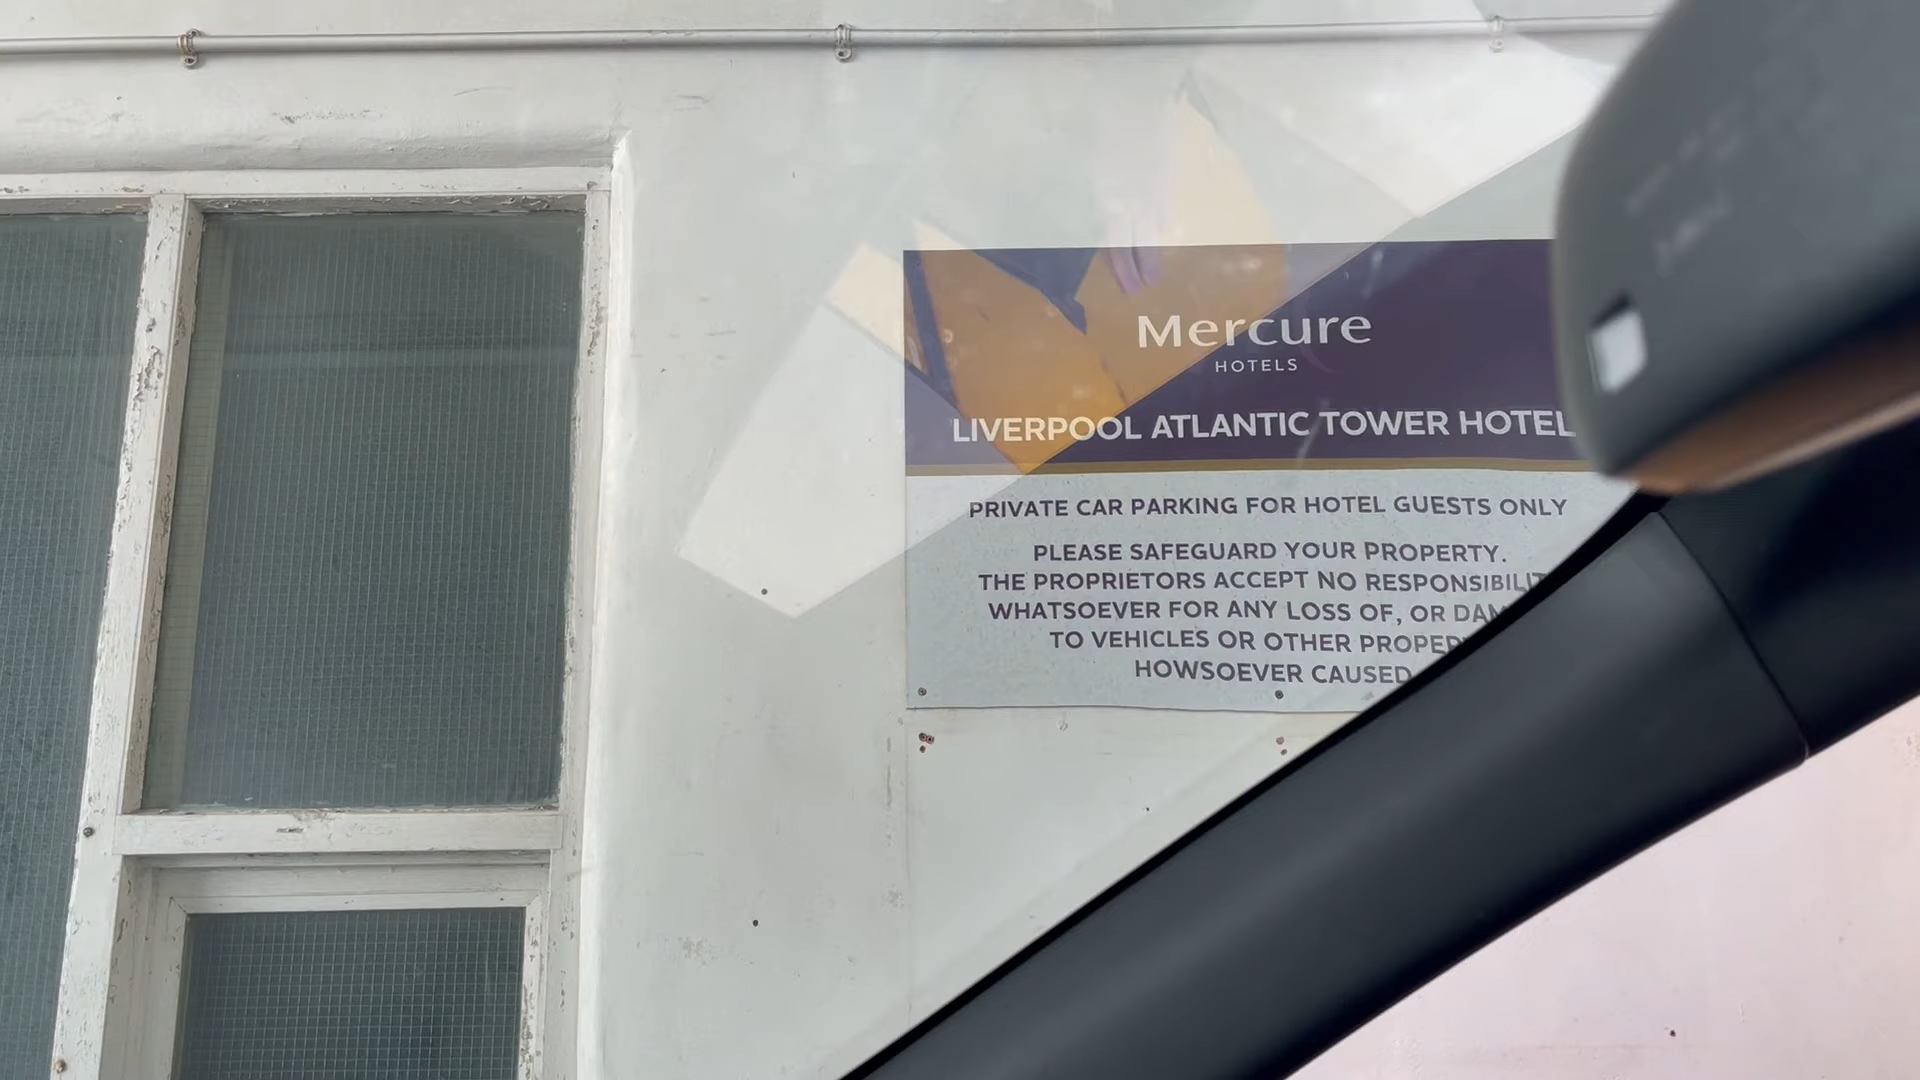 Mercure
HOTELS
LIVERPOOL ATLANTIC TOWER HOTEL
PRIVATE CAR PARKING FOR HOTEL GUESTS ONLY
PLEASE SAFEGUARD YOUR PROPERTY.
THE PROPRIETORS ACCEPT NO
WHATSOEVER FOR ANY LOSS OF, OR
TO VEHICLES OR OTHER
HOWSOEVER CAUSED